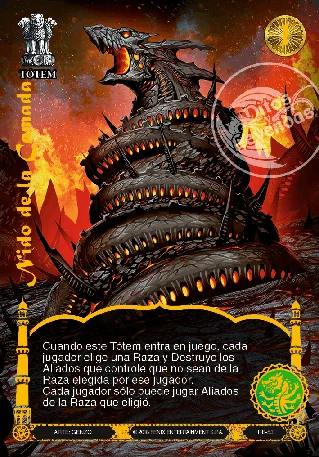 TOTEM
Nido de la Camada
Mitos
y Leyendas
Cuando este Tótem entra en juego, cada
jugador elige una Raza y Destruye los
Aliados que controle que no sean de la
Raza elegida por ese jugador.
Cada jugador sólo puede jugar Aliados
de la Raza que eligió.